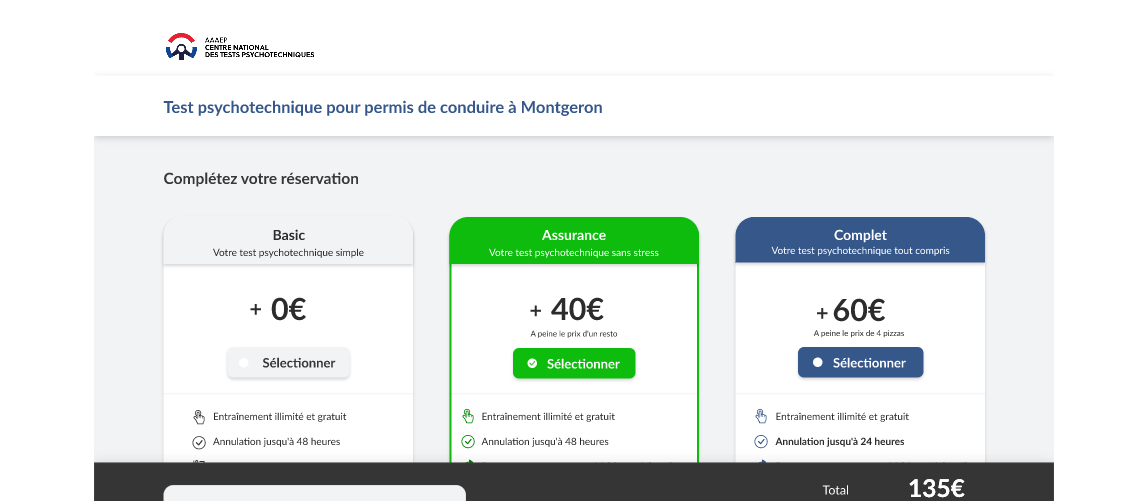 AAAEP
CENTRE NATIONAL
DES TESTS PSYCHOTECHNIQUES
Test psychotechnique pour permis de conduire à Montgeron
Complétez votre réservation
Basic
Votre test psychotechnique simple
+ 0€
Sélectionner
Entraînement illimité et gratuit
Annulation jusqu'à 48 heures
Assurance
Votre test psychotechnique sans stress
+ 40€
A peine le prix d'un resto
Sélectionner
Entraînement illimité et gratuit
Annulation jusqu'à 48 heures
Complet
Votre test psychotechnique tout compris
+ 60€
A peine le prix de 4 pizzas
Sélectionner
Entraînement illimité et gratuit
Annulation jusqu'à 24 heures
Total 135€